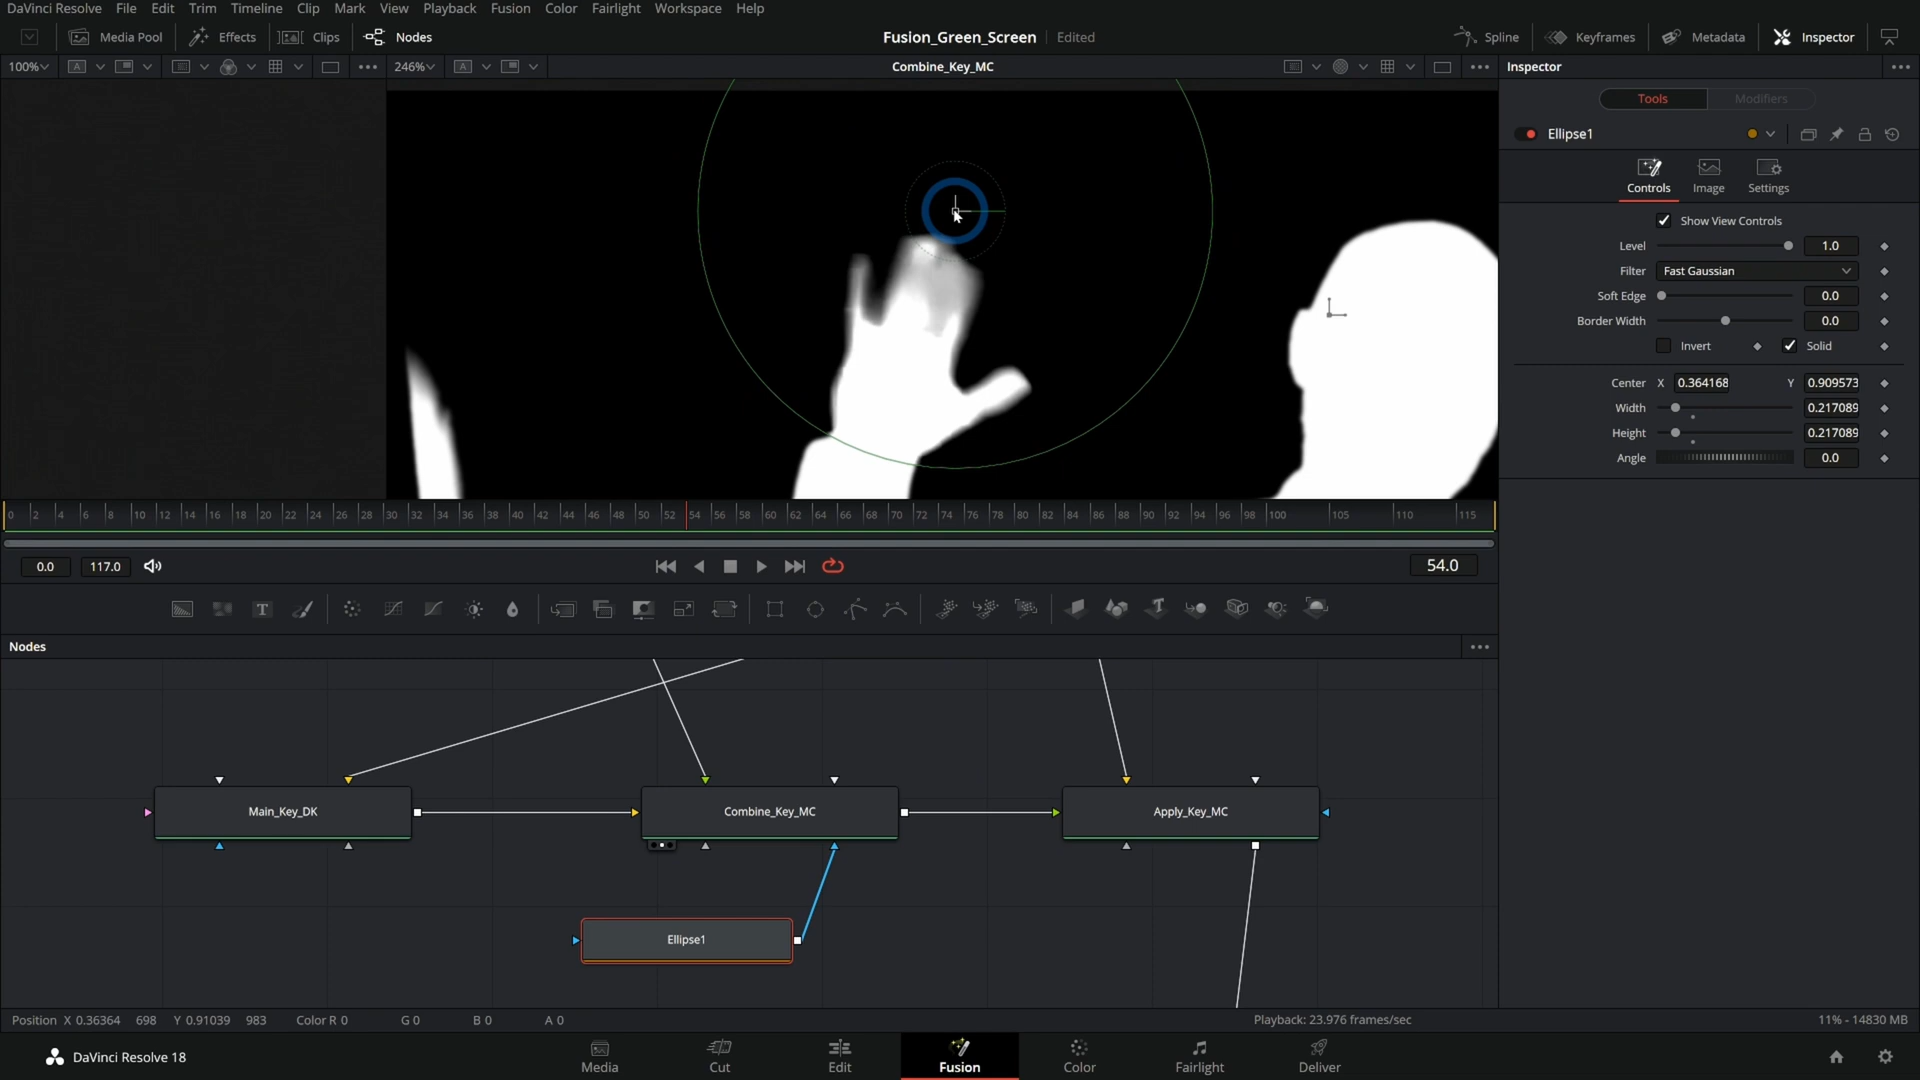 DaVinci Resolve File Edit Trim Timeline Clip Mark View Playback Fusion Color Fairlight Workspace Help
Media Pool Effects Clips Nodes Fusion_Green_Screen Edited Spline Keyframes Metadata Inspector
100% A 246% A Combine_Key_MC Inspector
Tools Modifiers
Ellipse1
Controls Image Settings
Show View Controls
Level 1.0
Filter Fast Gaussian
Soft Edge 0.0
Border Width 0.0
Invert Solid
Center X 0.364168 Y 0.909573
Width 0.217089
Height 0.217089
Angle 0.0
0 2 4 6 8 10 12 14 16 18 20 22 24 26 28 30 32 34 36 38 40 42 44 46 48 50 52 54 56 58 60 62 64 66 68 70 72 74 76 78 80 82 84 86 88 90 92 94 96 98 100 105 110 115
0.0 117.0 54.0
T T
Nodes
Main_Key_DK Combine_Key_MC Apply_Key_MC
Ellipse1
Position X 0.36364 698 Y 0.91039 983 Color R 0 G 0 B 0 A 0 Playback: 23.976 frames/sec 11% - 14830 MB
DaVinci Resolve 18 Media Cut Edit Fusion Color Fairlight Deliver